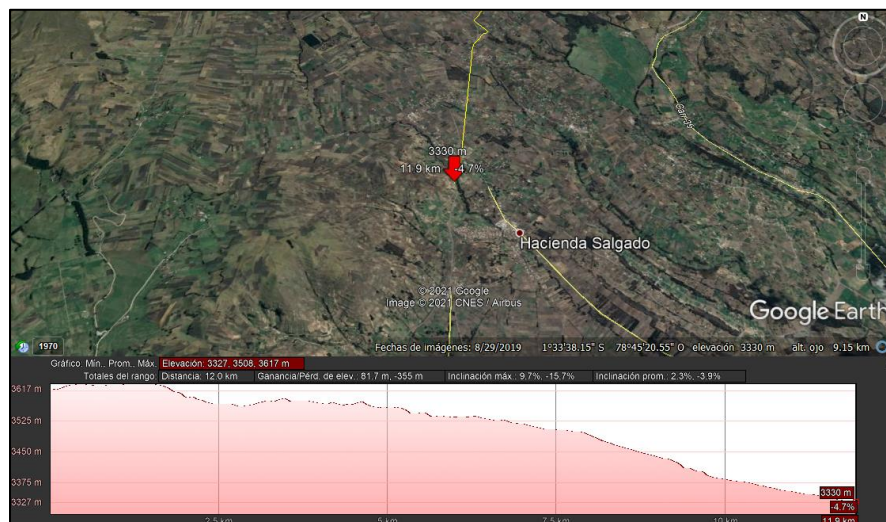 N
Carr-35
3330 m
11.9 km -4.7%
Hacienda Salgado
© 2021 Google
Image © 2021 CNES / Airbus
Google Earth
1970
Fechas de imágenes: 8/29/2019 1°33'38.15" S 78°45'20.55" O elevación 3330 m alt. ojo 9.15 km
Gráfico: Mín., Prom., Máx. Elevación: 3327, 3508, 3617 m
Totales del rango: Distancia: 12.0 km Ganancia/Pérd. de elev.: 81.7 m, -355 m Inclinación máx.: 9.7%, -15.7% Inclinación prom.: 2.3%, -3.9%
3617 m
3525 m
3450 m
3375 m
3327 m
3330 m
-4.7%
2.5 km 5 km 7.5 km 10 km 11.9 km